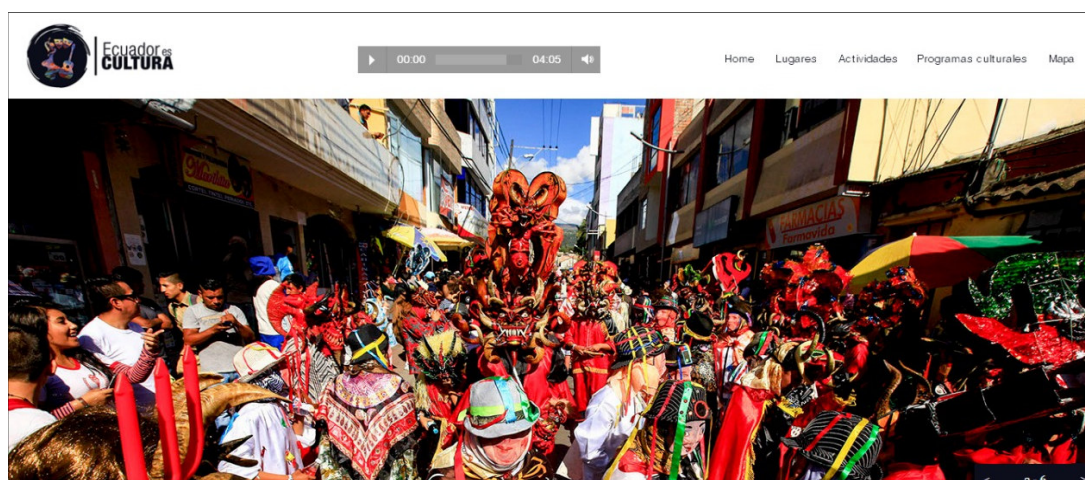 Ecuador es
CULTURA
00:00 04:05
Home Lugares Actividades Programas culturales Mapa
FARMACIAS
Farmavida